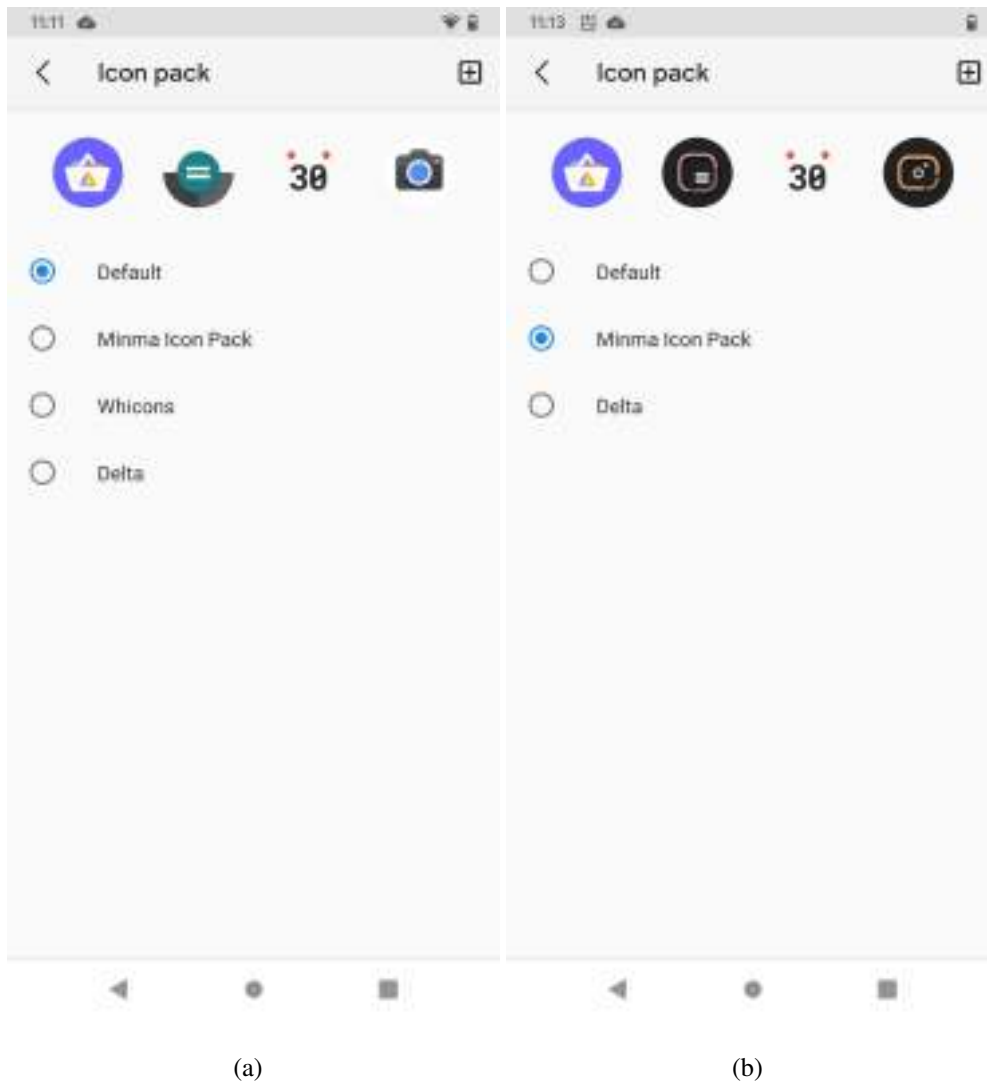 11:11
Icon pack
30
Default
Minma Icon Pack
Whicons
Delta
(a)
11:13
Icon pack
30
Default
Minma Icon Pack
Delta
(b)